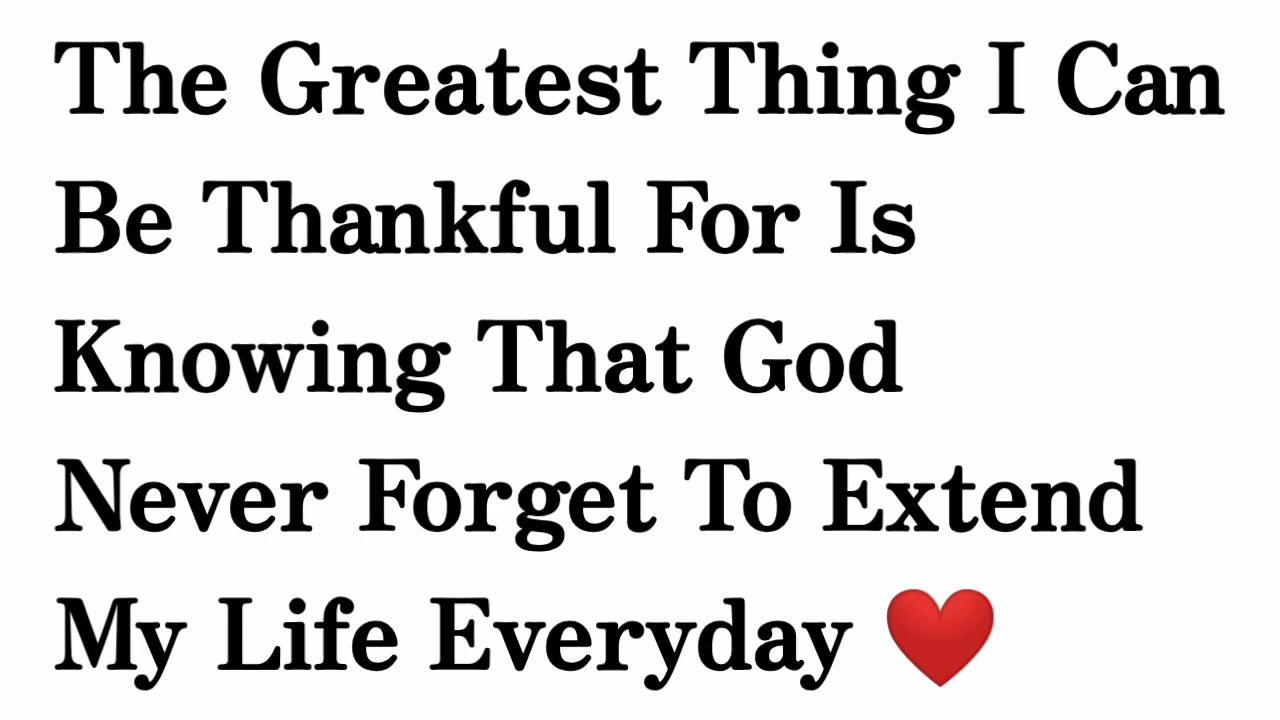 The Greatest Thing I Can
Be Thankful For Is
Knowing That God
Never Forget To Extend
My Life Everyday ❤️